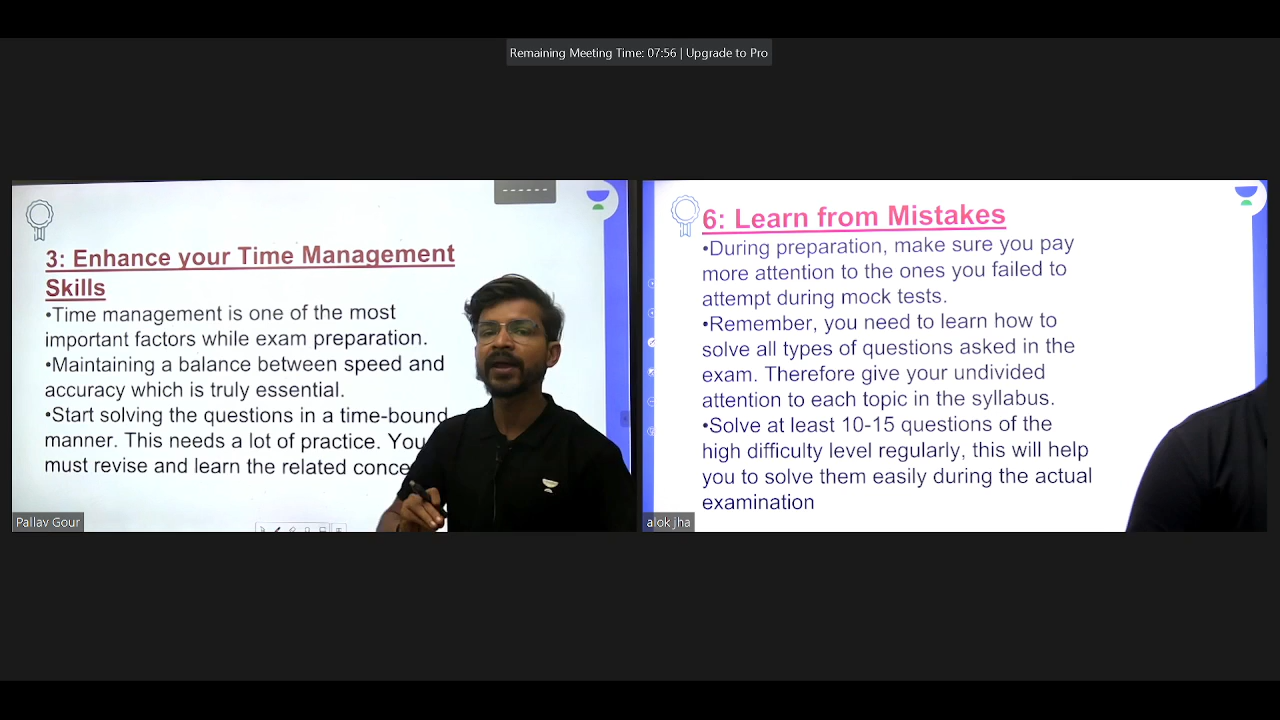 Remaining Meeting Time: 07:56 | Upgrade to Pro
3: Enhance your Time Management
Skills
•Time management is one of the most
important factors while exam preparation.
•Maintaining a balance between speed and
accuracy which is truly essential.
•Start solving the questions in a time-bound
manner. This needs a lot of practice. You
must revise and learn the related conce
Pallav Gour
6: Learn from Mistakes
•During preparation, make sure you pay
more attention to the ones you failed to
attempt during mock tests.
•Remember, you need to learn how to
solve all types of questions asked in the
exam. Therefore give your undivided
attention to each topic in the syllabus.
•Solve at least 10-15 questions of the
high difficulty level regularly, this will help
you to solve them easily during the actual
examination
alok jha